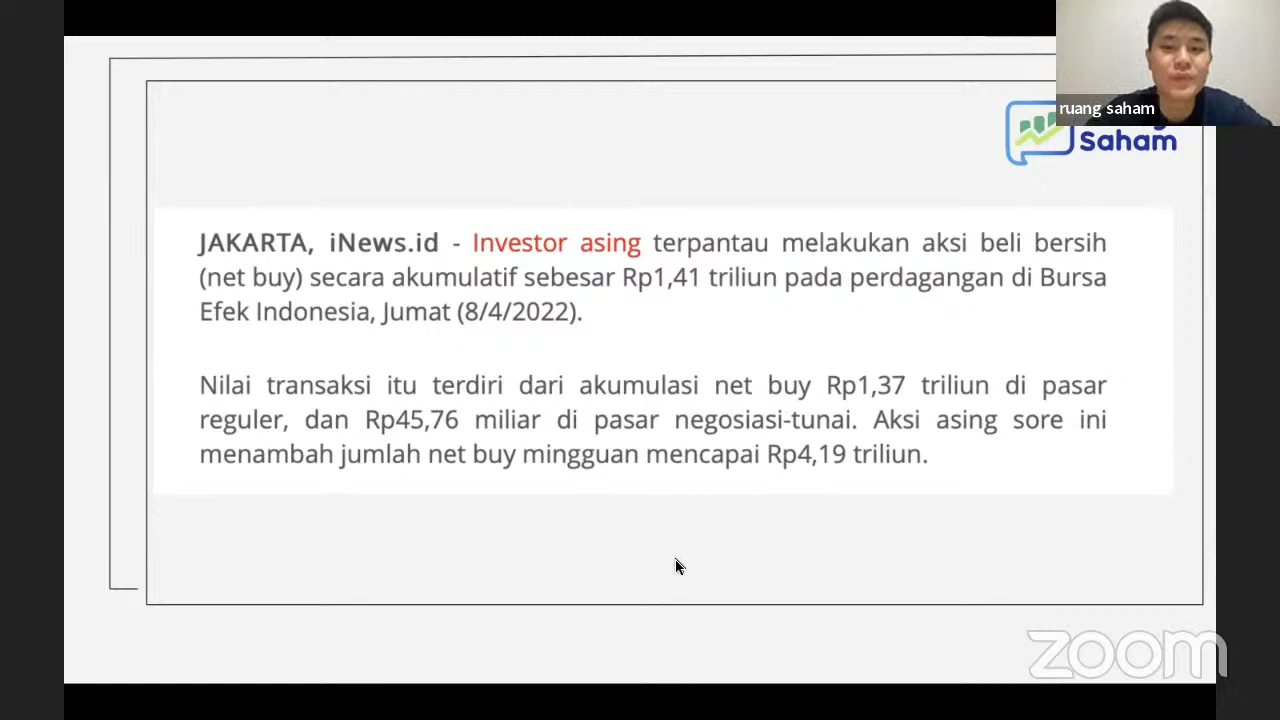 ruang saham
Saham
JAKARTA, iNews.id - Investor asing terpantau melakukan aksi beli bersih
(net buy) secara akumulatif sebesar Rp1,41 triliun pada perdagangan di Bursa
Efek Indonesia, Jumat (8/4/2022).
Nilai transaksi itu terdiri dari akumulasi net buy Rp1,37 triliun di pasar
reguler, dan Rp45,76 miliar di pasar negosiasi-tunai. Aksi asing sore ini
menambah jumlah net buy mingguan mencapai Rp4,19 triliun.
zoom